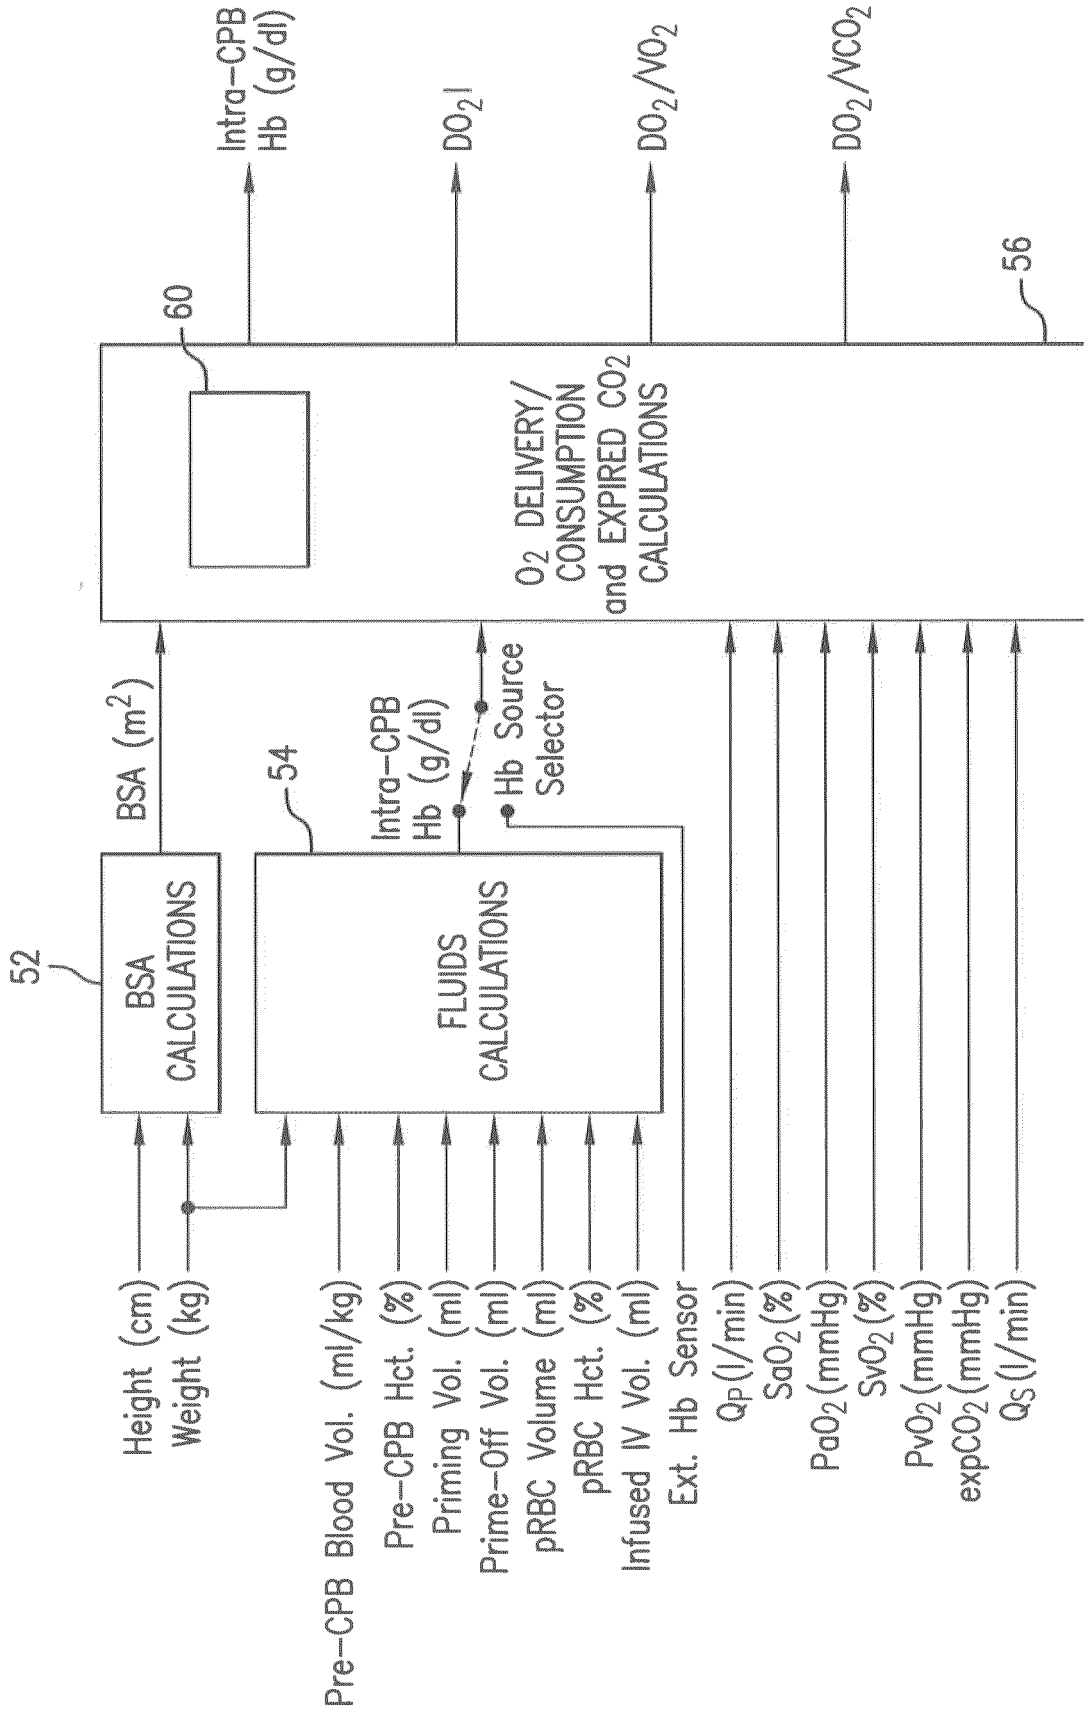 Height (cm)
Weight (kg)
Pre-CPB Blood Vol. (ml/kg)
Pre-CPB Hct. (%)
Priming Vol. (ml)
Prime-Off Vol. (ml)
pRBC Volume (ml)
pRBC Hct. (%)
Infused IV Vol. (ml)
Ext. Hb Sensor
QP (l/min)
SaO2 (%)
PaO2 (mmHg)
SvO2 (%)
PvO2 (mmHg)
expCO2 (mmHg)
QS (l/min)
52
BSA
CALCULATIONS
54
FLUIDS
CALCULATIONS
BSA (m²)
Intra-CPB
Hb (g/dl)
Hb Source
Selector
60
O2 DELIVERY/
CONSUMPTION
and EXPIRED CO2
CALCULATIONS
56
Intra-CPB
Hb (g/dl)
DO2I
DO2/VO2
DO2/VCO2